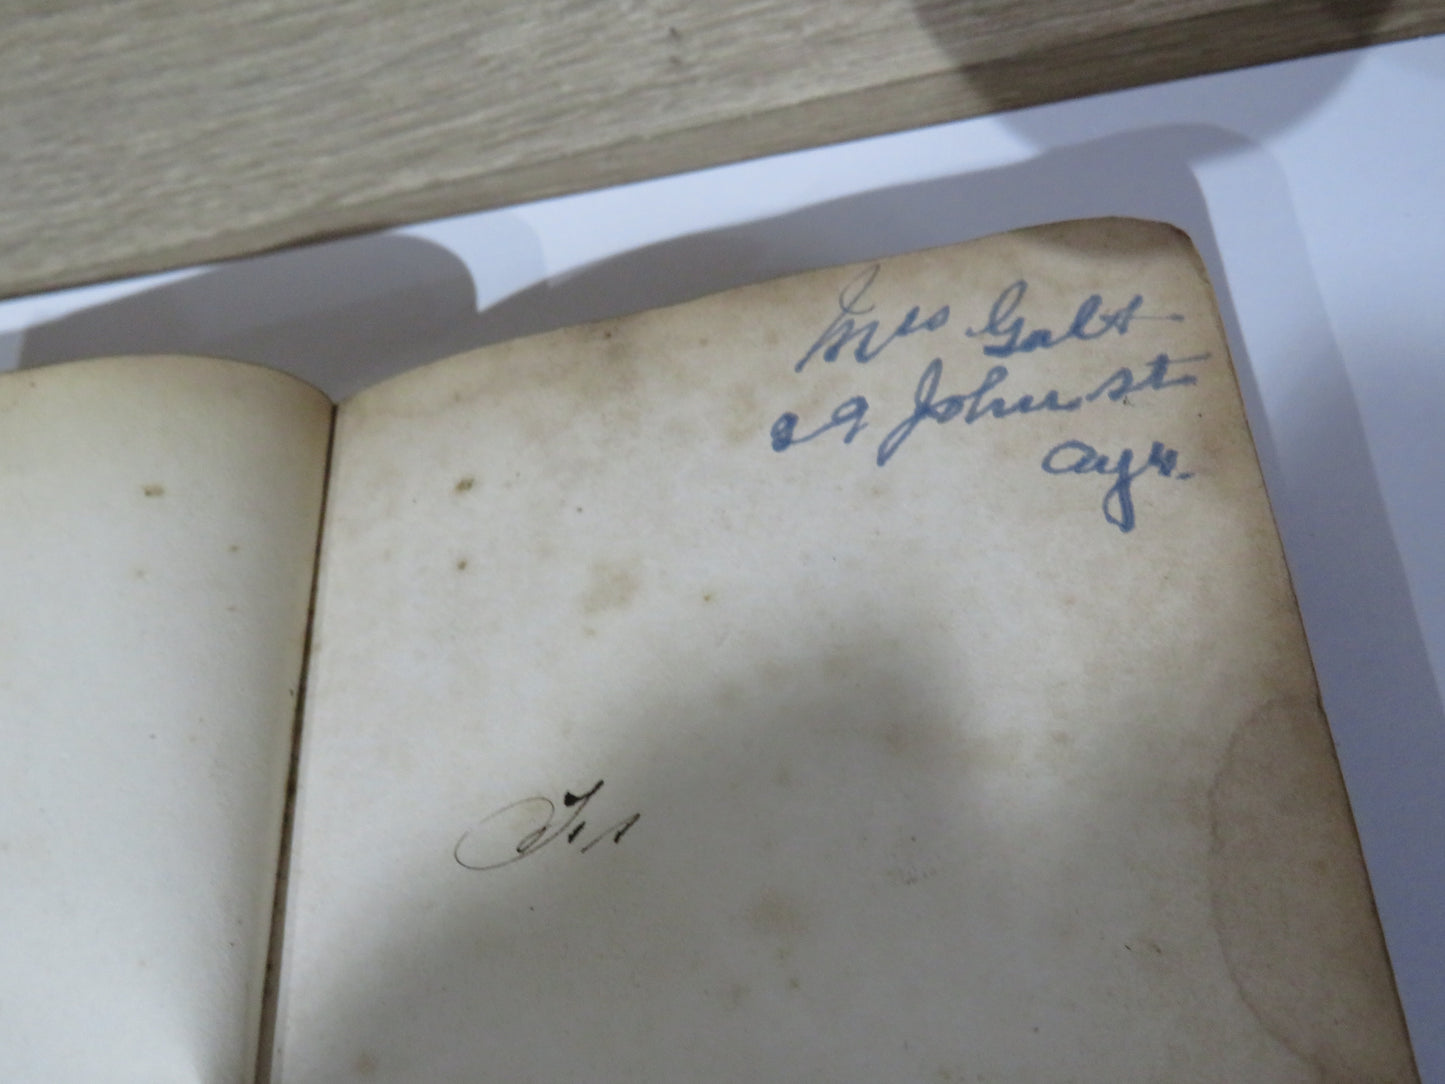 Mrs Galt
29 John st
Ayr.